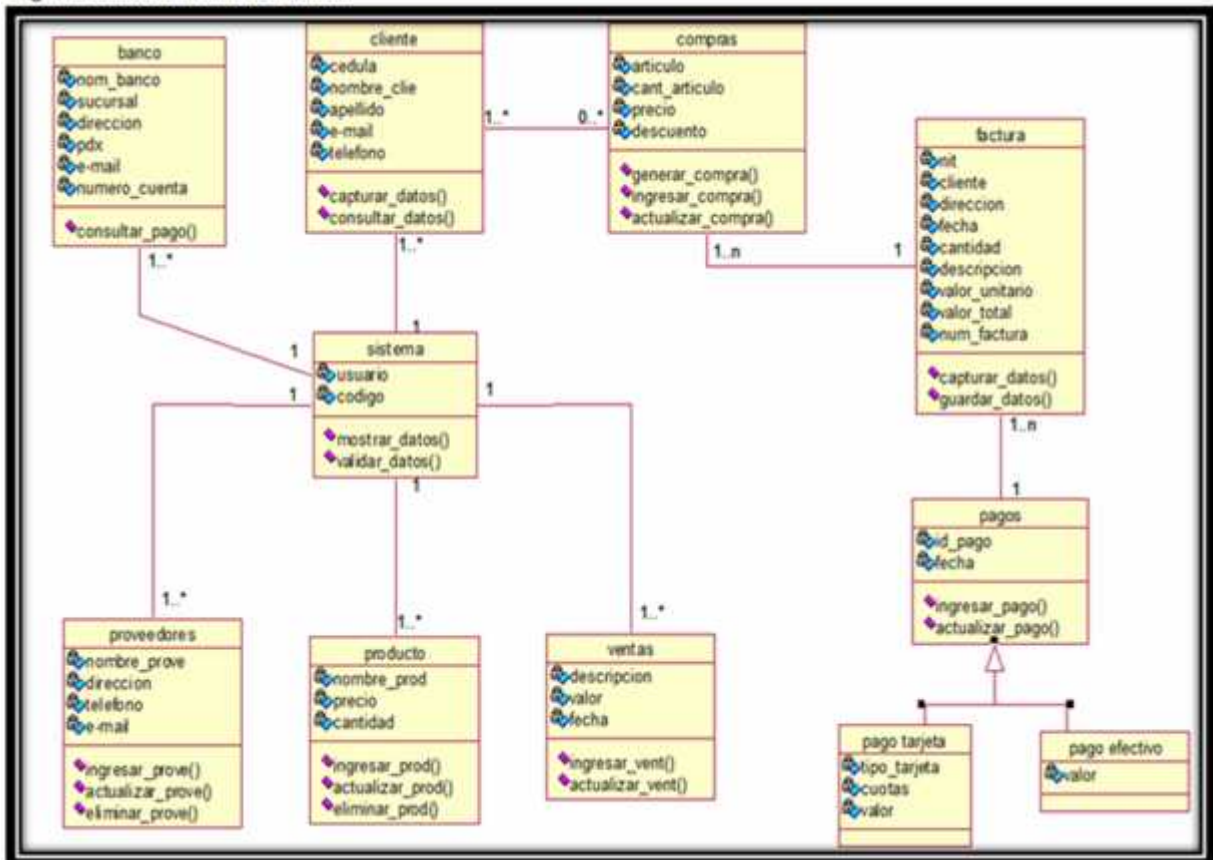 banco
nom_banco
sucursal
direccion
pdx
e-mail
numero_cuenta
consultar_pago()
1..*
cliente
cedula
nombre_clie
apellido
e-mail
telefono
capturar_datos()
consultar_datos()
1..*
1..*
0..*
compras
articulo
cant_articulo
precio
descuento
generar_compra()
ingresar_compra()
actualizar_compra()
1..n
1
factura
nit
cliente
direccion
fecha
cantidad
descripcion
valor_unitario
valor_total
num_factura
capturar_datos()
guardar_datos()
1..n
1
sistema
usuario
codigo
mostrar_datos()
validar_datos()
1
1
1
1
1
pagos
id_pago
fecha
ingresar_pago()
actualizar_pago()
1..*
proveedores
nombre_prove
direccion
telefono
e-mail
ingresar_prove()
actualizar_prove()
eliminar_prove()
1..*
producto
nombre_prod
precio
cantidad
ingresar_prod()
actualizar_prod()
eliminar_prod()
1..*
ventas
descripcion
valor
fecha
ingresar_vent()
actualizar_vent()
pago tarjeta
tipo_tarjeta
cuotas
valor
pago efectivo
valor